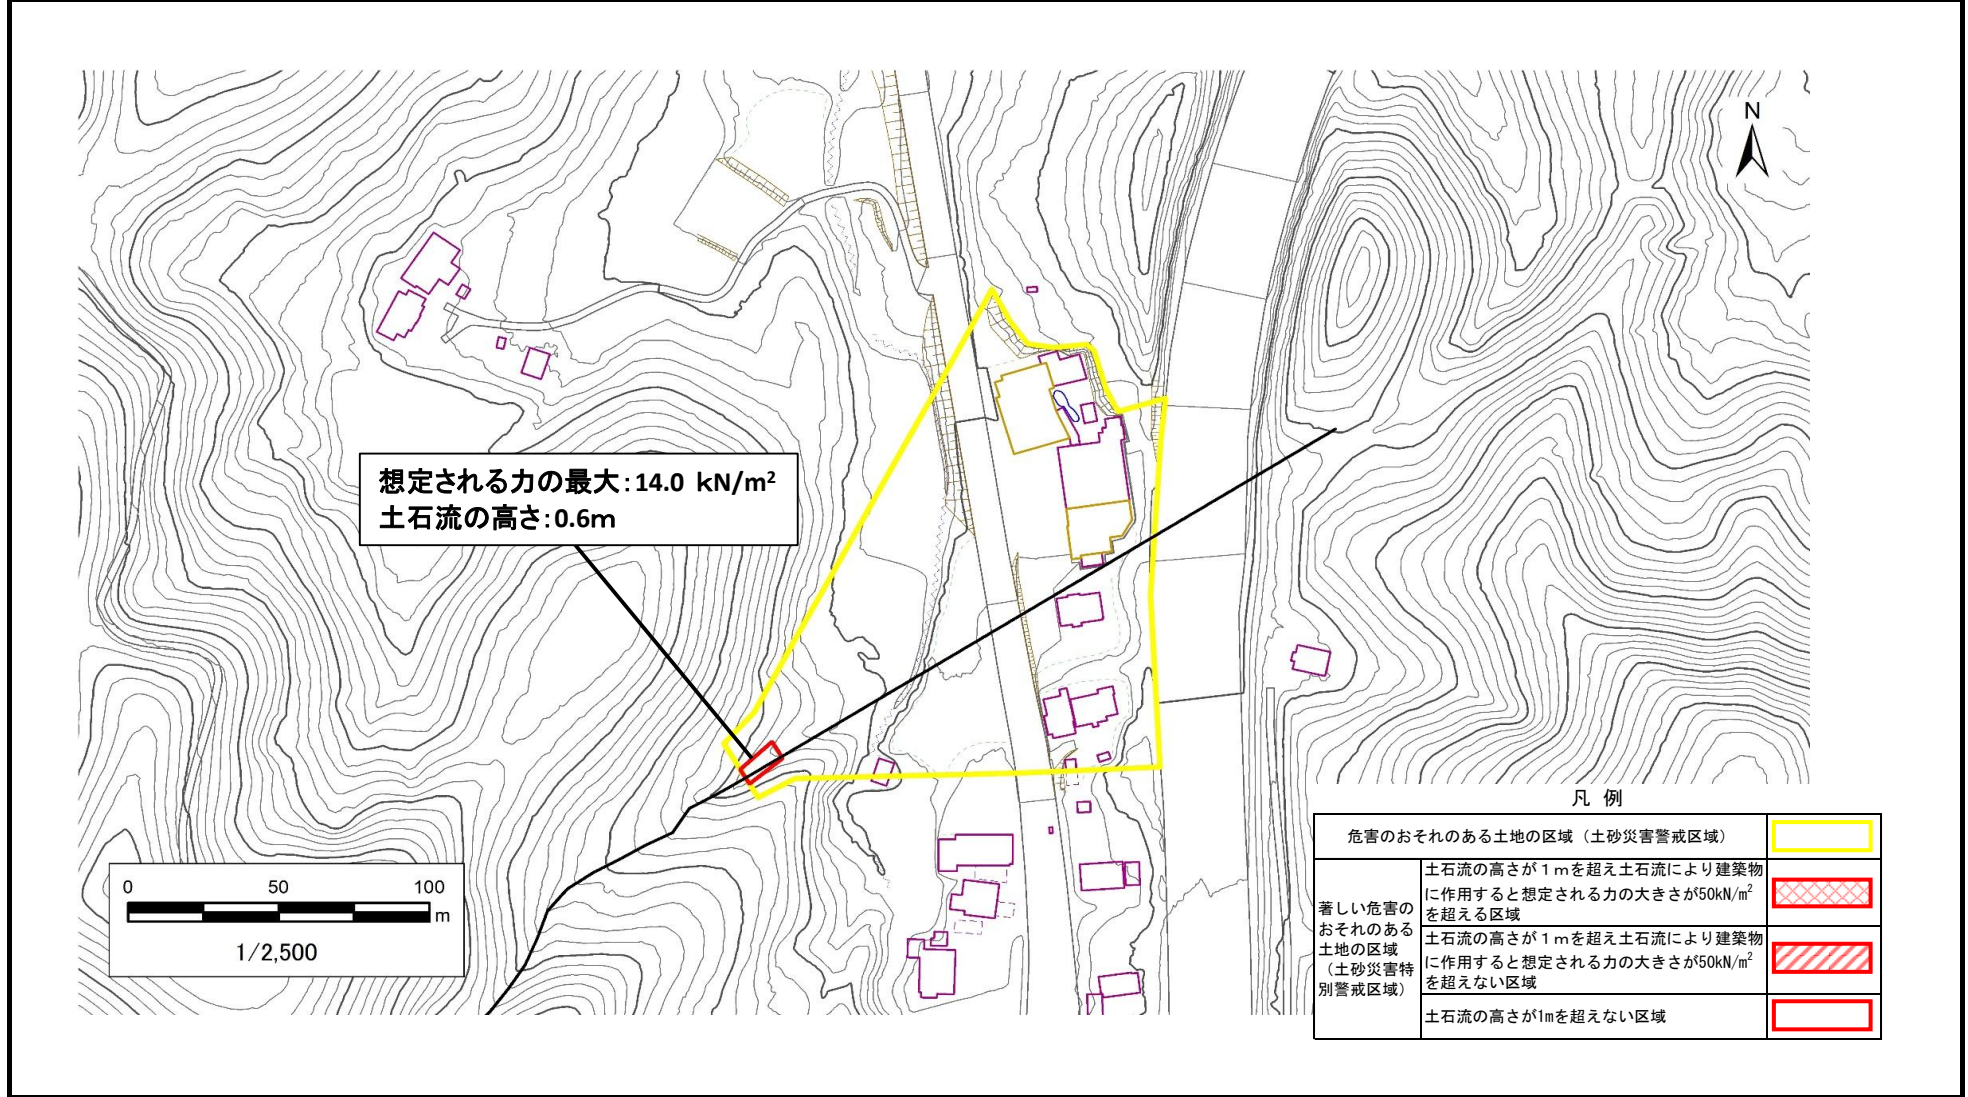 N
想定される力の最大：14.0 kN/m²
土石流の高さ：0.6m
0 50 100
m
1/2,500
凡 例
危害のおそれのある土地の区域（土砂災害警戒区域）
著しい危害の
おそれのある
土地の区域
（土砂災害特
別警戒区域）
土石流の高さが１ｍを超え土石流により建築物
に作用すると想定される力の大きさが50kN/㎡
を超える区域
土石流の高さが１ｍを超え土石流により建築物
に作用すると想定される力の大きさが50kN/㎡
を超えない区域
土石流の高さが1mを超えない区域